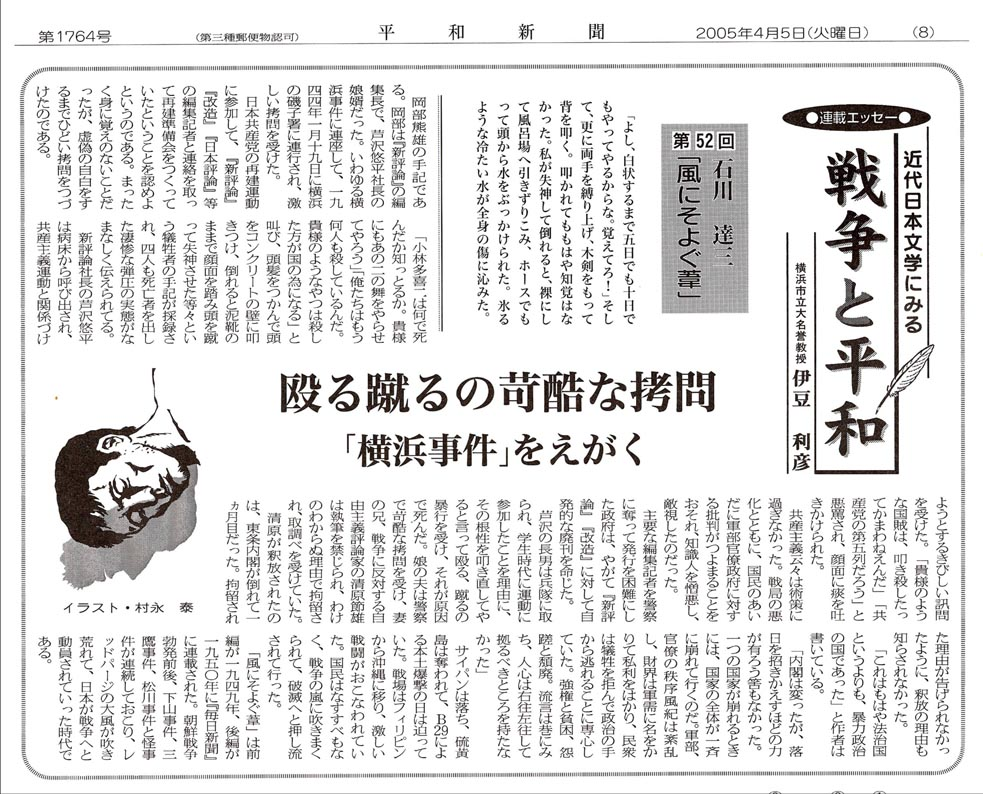 第1764号
(第三種郵便物認可)
平和新聞
2005年4月5日(火曜日)
(8)
●連載エッセー●
近代日本文学にみる
戦争と平和
横浜市立大名誉教授 伊豆 利彦
第52回
石川 達三
「風にそよぐ葦」
殴る蹴るの苛酷な拷問
「横浜事件」をえがく
「よし、白状するまで五日でも十日で
もやってやるからな。覚えてろ!」そし
て、更に両手を縛り上げ、木剣をもって
背を叩く。叩かれてももはや知覚はな
かった。私が失神して倒れると、裸にし
て風呂場へ引きずりこみ、ホースでも
って頭から水をぶっかけられた。氷る
ような冷たい水が全身の傷に沁みた。
岡部熊雄の手記であ
る。岡部は『新評論』の編
集長で、芦沢悠平社長の
娘婿だった。いわゆる横
浜事件に連座して、一九
四四年一月十九日に横浜
の磯子署に連行され、激
しい拷問を受けた。
日本共産党の再建運動
に参加して、『新評論』
『改造』『日本評論』等
の編集記者と連絡を取っ
て再建準備会をつくって
いたということを認めよ
というのである。まった
く身に覚えのないことだ
ったが、虚偽の自白をす
るまでひどい拷問をつづ
けたのである。
「小林多喜二は何で死
んだか知っとるか。貴様
にもあの二の舞をやらせ
てやろう」「俺たちはもう
何人も殺しているんだ。
貴様のようなやつは殺し
た方が国の為になる」と
叫び、頭髪をつかんで頭
をコンクリートの壁に叩
きつけ、倒れると泥靴の
ままで顔面を踏み頭を蹴
って失神させた等々とい
う犠牲者の手記が採録さ
れ、四人も死亡者を出し
た凄惨な弾圧の実態がな
まなしく伝えられてる。
新評論社長の芦沢悠平
は病床から呼び出され、
共産主義運動と関係づけ
ようとするきびしい訊問
を受けた。「貴様のよう
な国賊は、叩き殺したっ
てかまわねえんだ」「共
産党の第五列だろう」と
悪罵され、顔面に痰を吐
きかけられた。
共産主義云々は術策に
過ぎなかった。戦局の悪
化とともに、国民のあい
だに軍部官僚政府に対す
る批判がつよまることを
おそれ、知識人を憎悪し、
敵視したのだった。
主要な編集記者を警察
に奪って発行を困難にし
た政府は、やがて『新評
論』『改造』に対して自
発的な廃刊を命じた。
芦沢の長男は兵隊に取
られ、学生時代に運動に
参加したことを理由に、
その根性を叩き直してや
ると言って殴る、蹴るの
暴行を受け、それが原因
で死んだ。娘の夫は警察
で苛酷な拷問を受け、妻
の兄、戦争に反対する自
由主義評論家の清原節雄
は執筆を禁じられ、わけ
のわからぬ理由で拘留さ
れ、取調べを受けていた。
清原が釈放されたの
は、東条内閣が倒れて一
ヵ月目だった。拘留され
た理由が告げられなかっ
たように、釈放の理由も
知らされなかった。
「これはもはや法治国
というよりも、暴力政治
の国であった」と作者は
書いている。
「内閣は変ったが、落
日を招きかえすほどの力
が有ろう筈もなかった。
一つの国家が崩れるとき
には、国家の全体が一斉
に崩れて行くのだ。軍部、
官僚の秩序風紀は紊乱
し、財界は軍需に名をか
りて私利をはかり、民衆
は犠牲を拒んで政治の手
から逃れることに専心し
ていた。強権と貧困、怨
嗟と頽廃。流言は巷にみ
ち、人心は右往左往して
拠るべきところを持たな
かった」
サイパンは落ち、硫黄
島は奪われて、B29によ
る本土爆撃の日は迫って
いた。戦場はフィリピン
から沖縄に移り、激しい
戦闘がおこなわれてい
た。国民はなすすべもな
く、戦争の嵐に吹きまく
られて、破滅へと押し流
されて行った。
「風にそよぐ葦」は前
編が一九四九年、後編が
一九五〇年に『毎日新聞』
に連載された。朝鮮戦争
勃発前後、下山事件、三
鷹事件、松川事件と怪事
件が連続しており、レ
ッドパージの大風が吹き
荒れて、日本が戦争へと
動員されていった時代で
ある。
イラスト・村永 泰